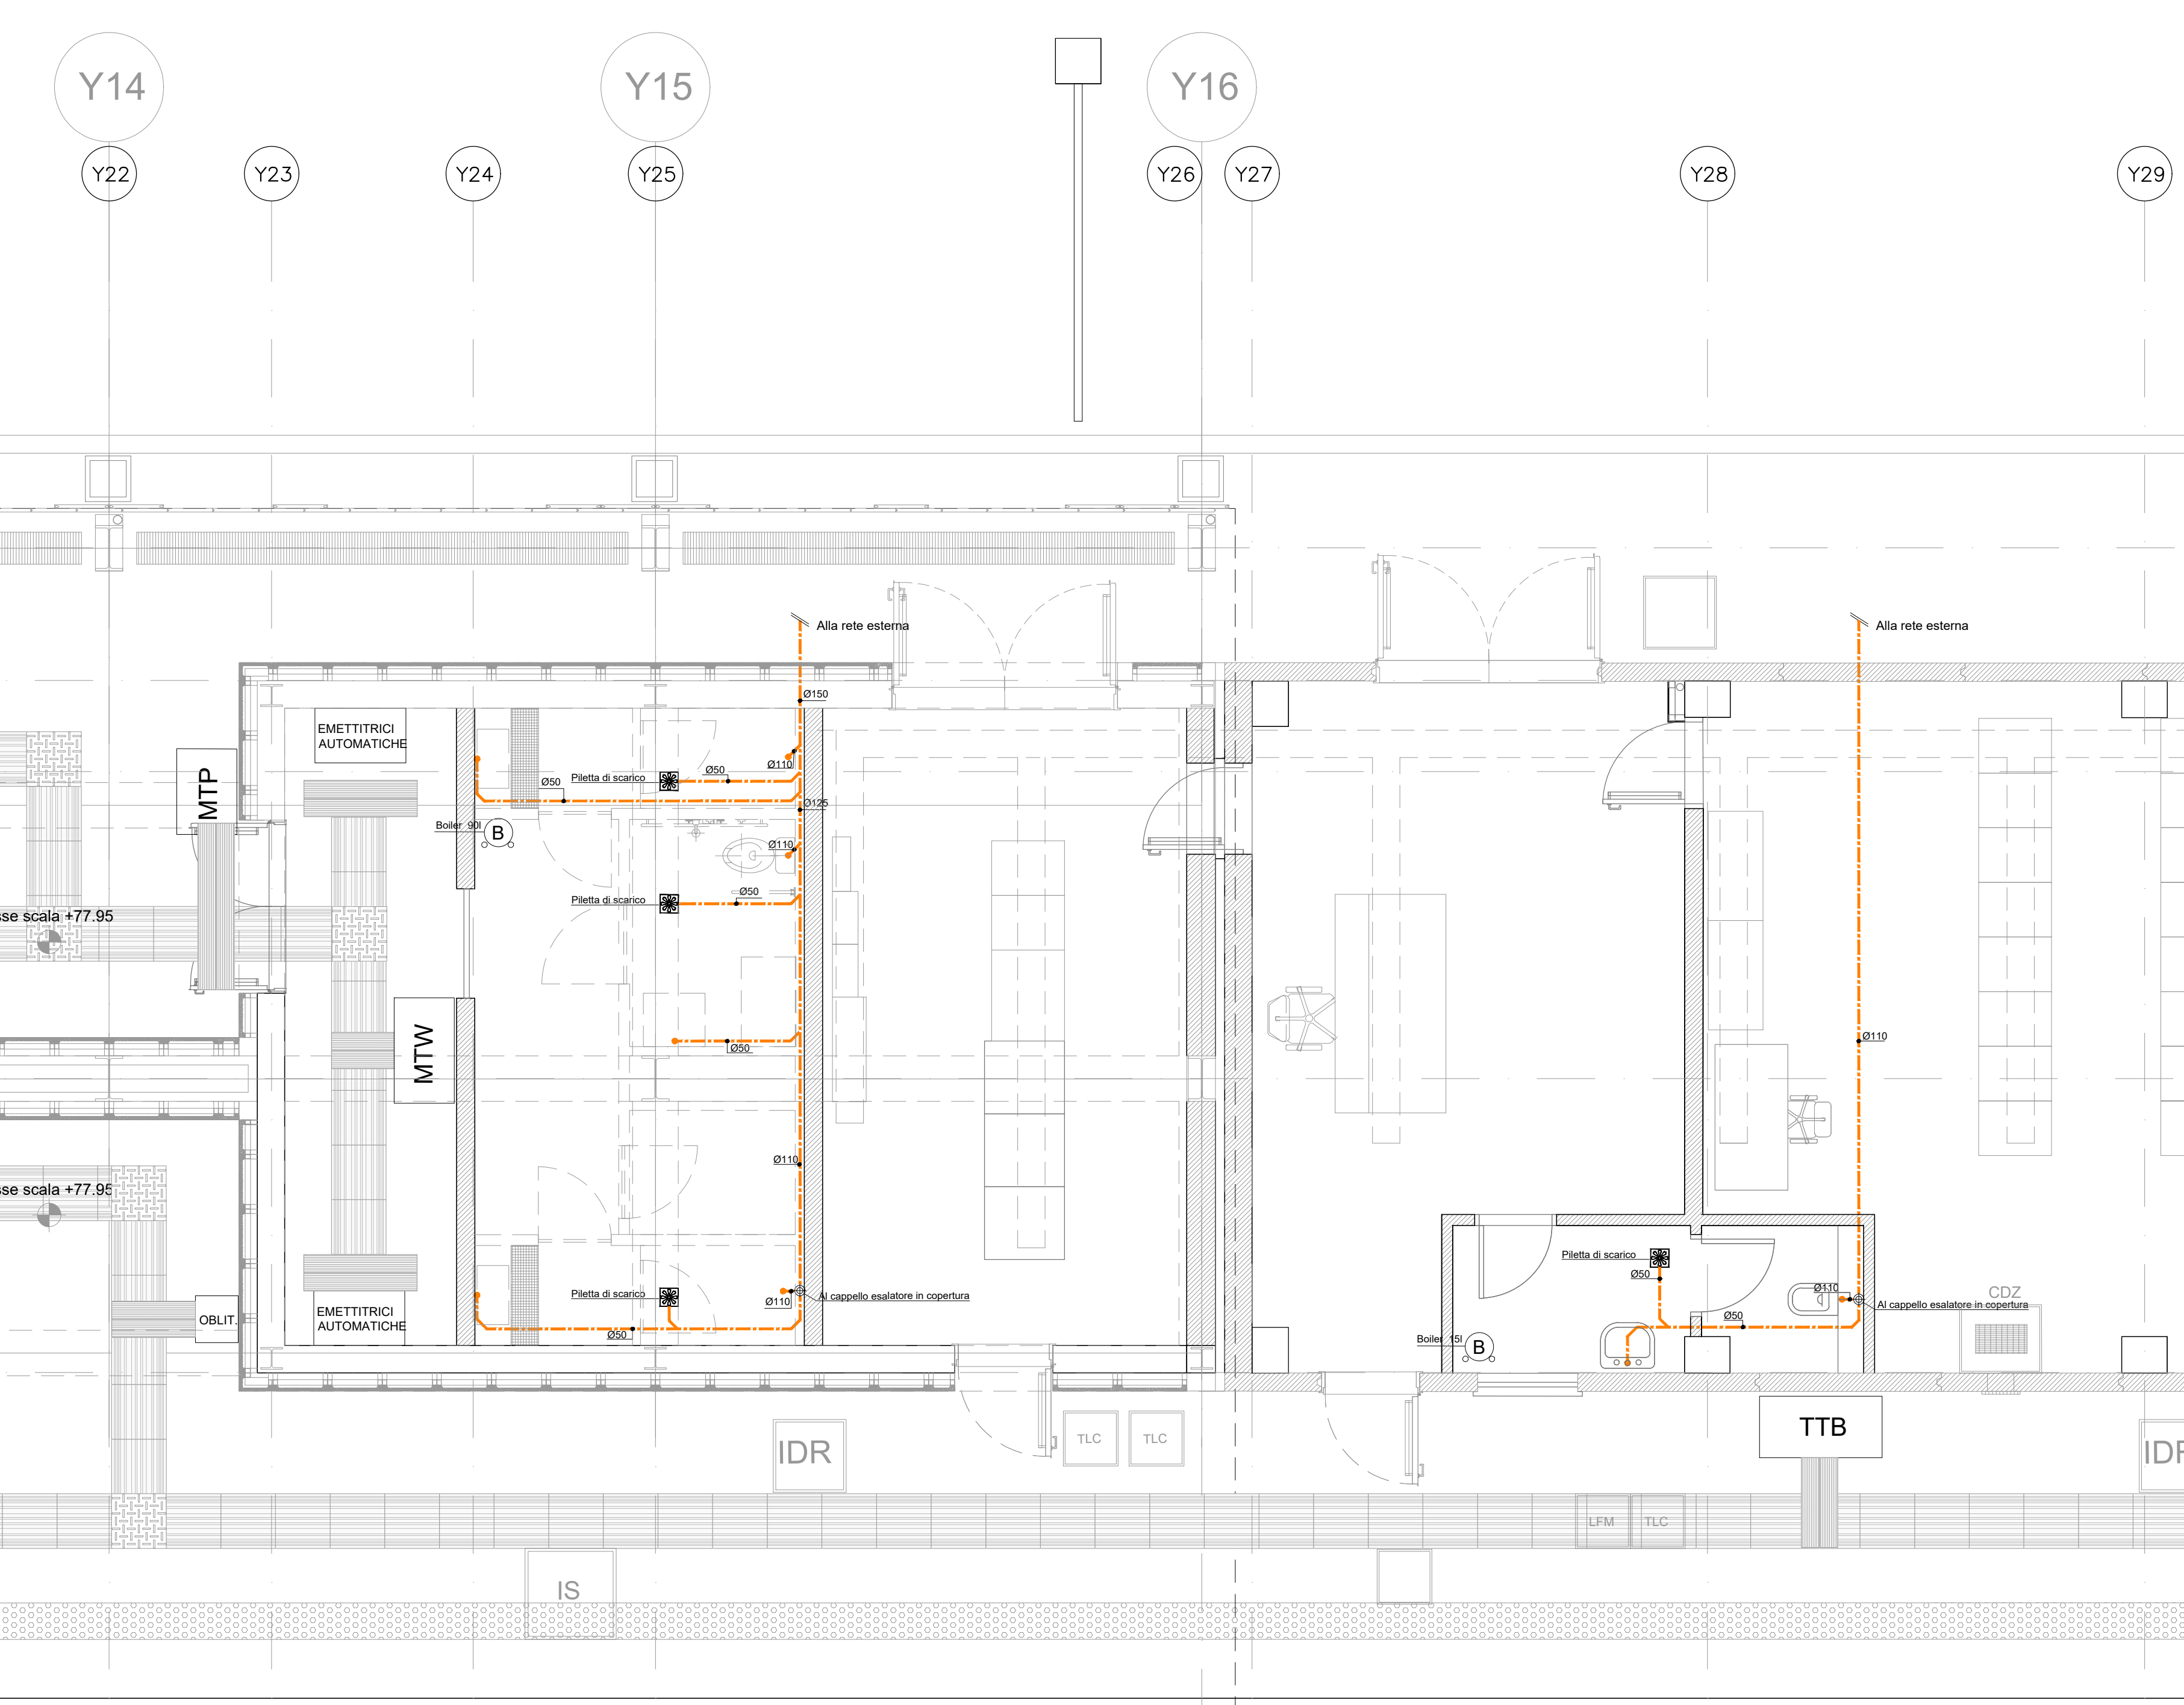 Y14
Y15
Y16
Y22
Y23
Y24
Y25
Y26
Y27
Y28
Y29
Alla rete esterna
Alla rete esterna
Ø150
EMETTITRICI
AUTOMATICHE
MTP
Ø110
Ø50
Piletta di scarico
Ø50
Ø125
Boiler 90l
B
Ø110
Ø50
Piletta di scarico
sse scala +77.95
MTW
Ø50
Ø110
Ø110
sse scala +77.95
Piletta di scarico
Ø50
Piletta di scarico
Ø110
Al cappello esalatore in copertura
Ø110
Al cappello esalatore in copertura
CDZ
EMETTITRICI
AUTOMATICHE
OBLIT.
Ø50
Ø50
Boiler 15l
B
TTB
IDR
TLC
TLC
IDR
LFM
TLC
IS